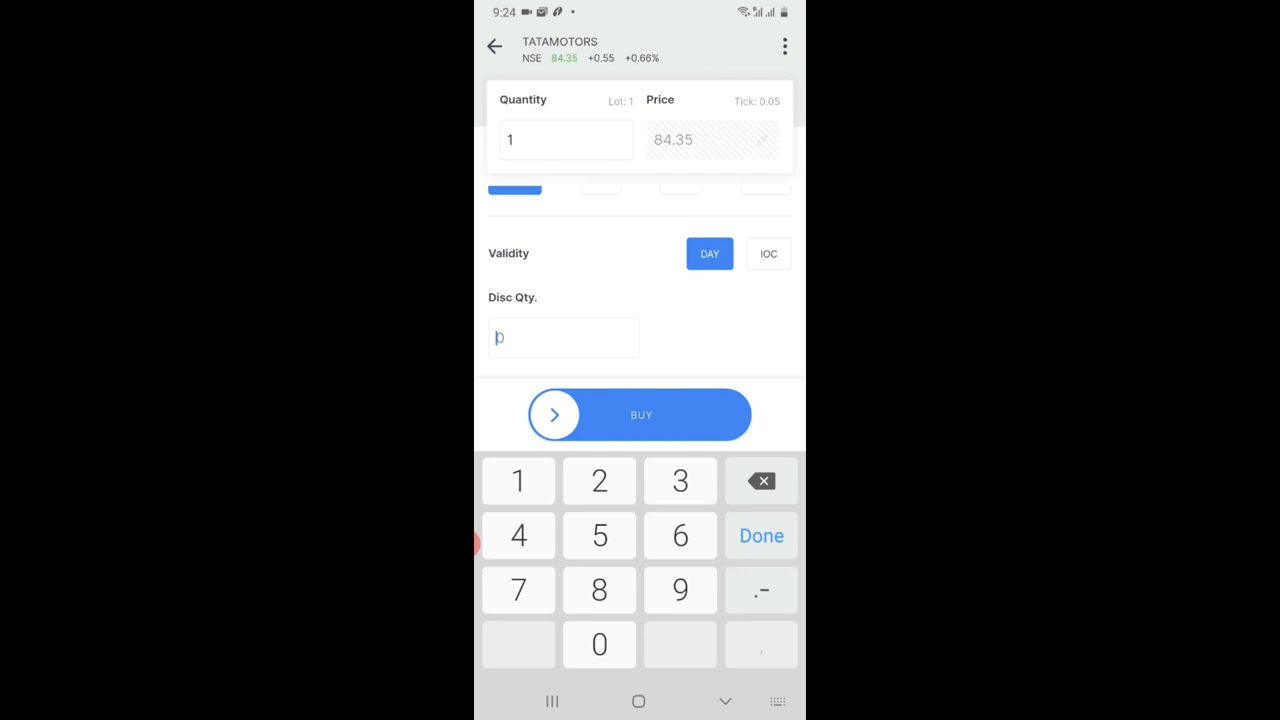 9:24
TATAMOTORS
NSE 84.35 +0.55 +0.66%
Quantity Lot: 1 Price Tick: 0.05
1 84.35
Validity DAY IOC
Disc Qty.
0
BUY
1 2 3
4 5 6 Done
7 8 9 .-
0 ,